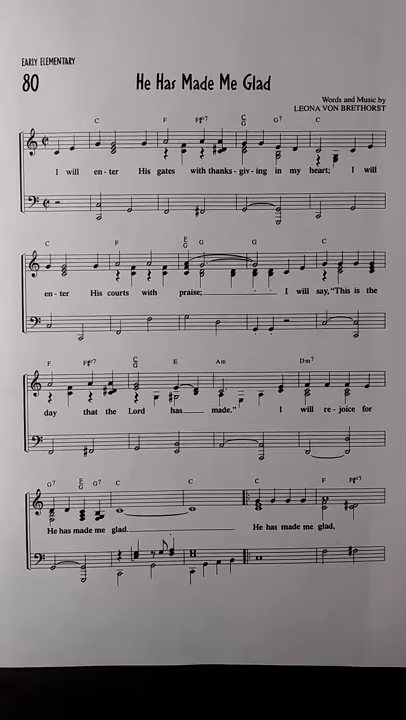 EARLY ELEMENTARY
80 He Has Made Me Glad
Words and Music by
LEONA VON BRETHORST
C F F♯o7 C/G G7 C
I will en - ter His gates with thanks - giv - ing in my heart; I will
C F E/G G G C
en - ter His courts with praise; I will say, "This is the
F F♯o7 C/G E Am Dm7
day that the Lord has made." I will re - joice for
G7 E/G G7 C C C F F♯o7
He has made me glad. He has made me glad,